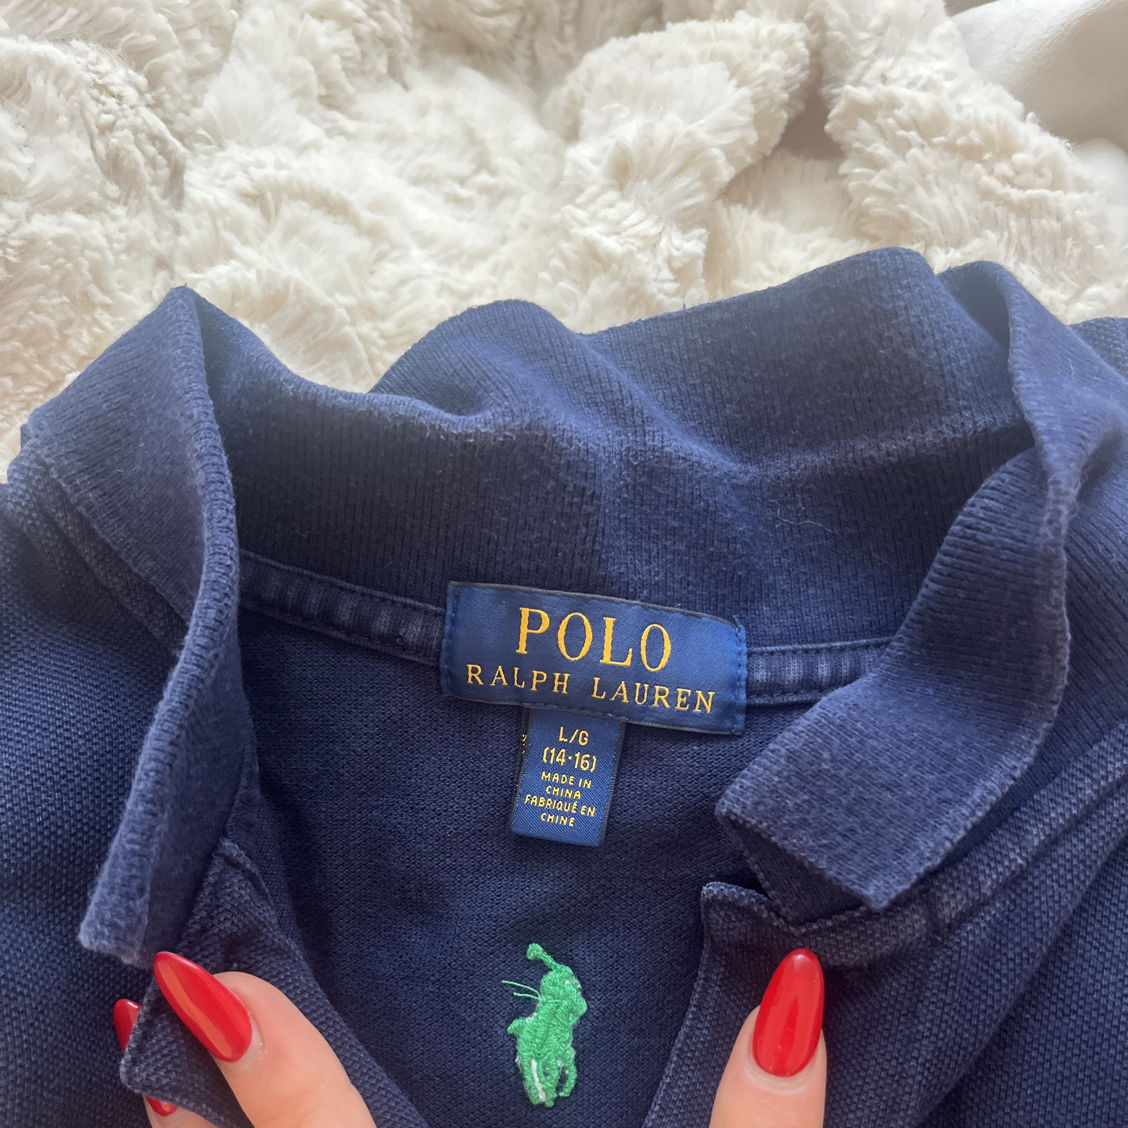 POLO
RALPH LAUREN
L/G
(14-16)
MADE IN
CHINA
FABRIQUÉ EN
CHINE